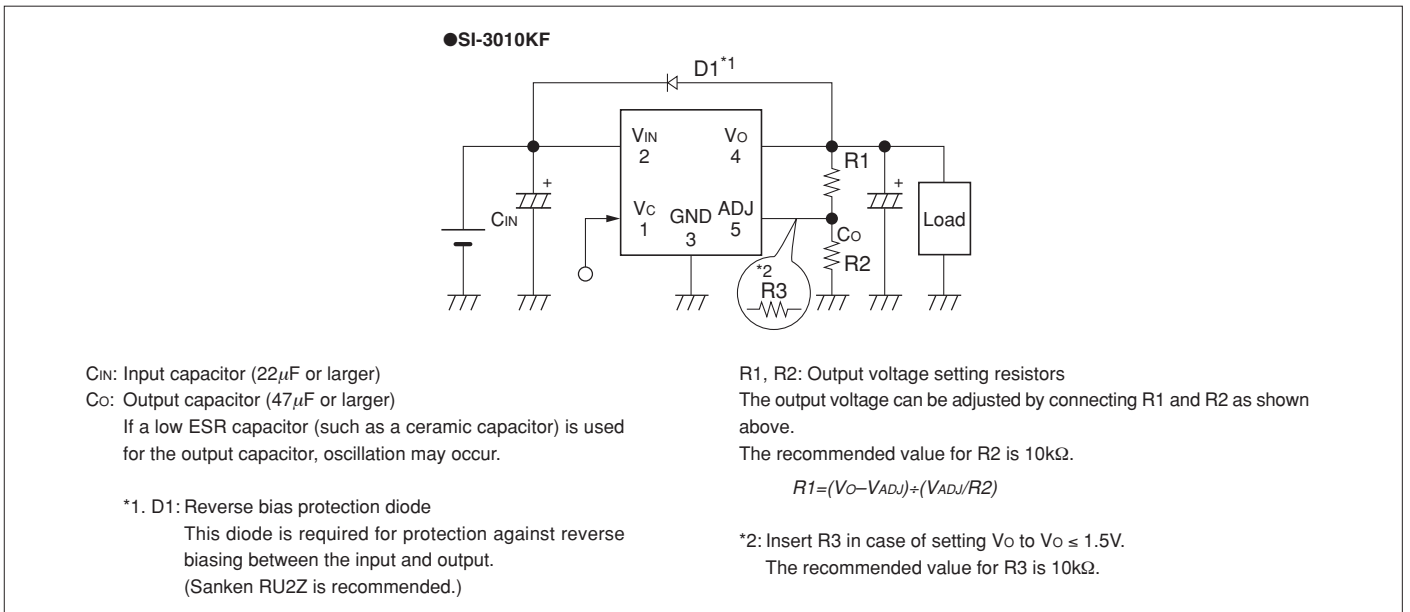 ●SI-3010KF
D1*1
VIN
2
VO
4
R1
+
+
CIN
VC
1
GND
3
ADJ
5
Load
CO
R2
*2
R3
CIN: Input capacitor (22μF or larger)
CO: Output capacitor (47μF or larger)
If a low ESR capacitor (such as a ceramic capacitor) is used
for the output capacitor, oscillation may occur.
*1. D1: Reverse bias protection diode
This diode is required for protection against reverse
biasing between the input and output.
(Sanken RU2Z is recommended.)
R1, R2: Output voltage setting resistors
The output voltage can be adjusted by connecting R1 and R2 as shown
above.
The recommended value for R2 is 10kΩ.
R1=(VO–VADJ)÷(VADJ/R2)
*2: Insert R3 in case of setting VO to VO ≤ 1.5V.
The recommended value for R3 is 10kΩ.